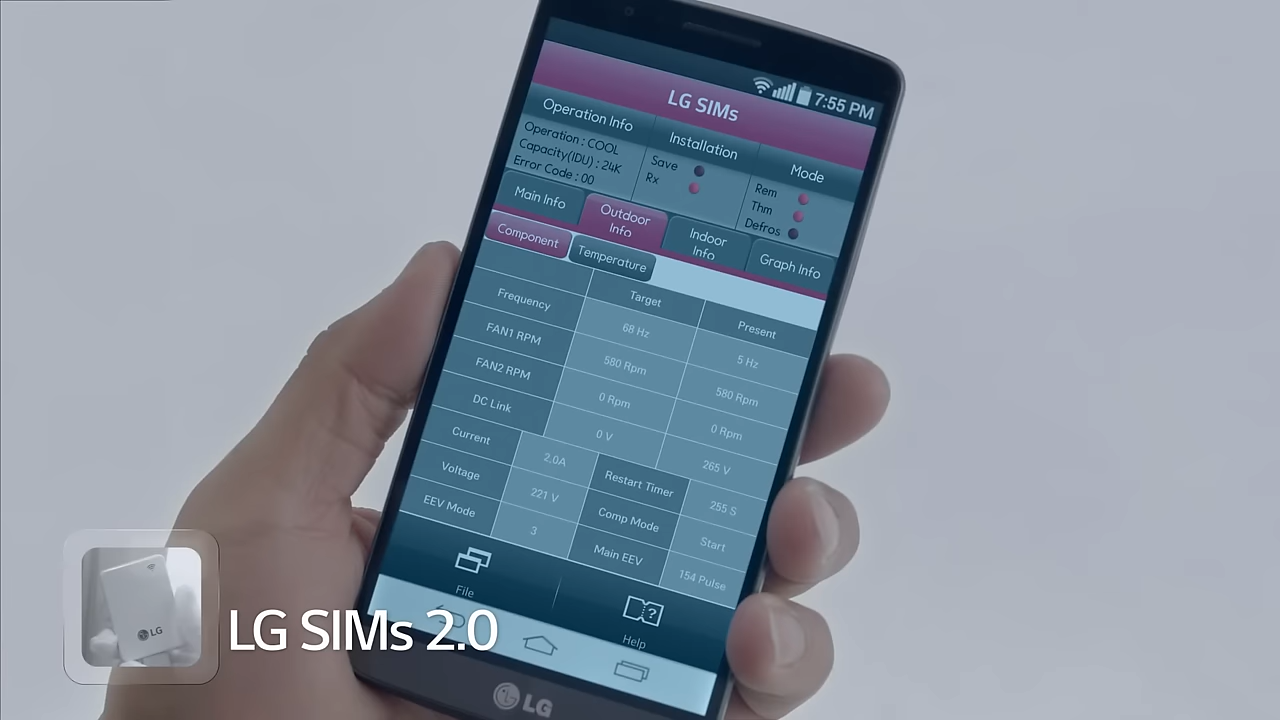 7:55 PM
LG SIMs
Operation Info
Installation
Mode
Operation : COOL
Capacity(IDU) : 24K
Error Code : 00
Save
Rx
Rem
Thm
Defros
Main Info
Outdoor
Info
Indoor
Info
Graph Info
Component
Temperature
Target
Present
Frequency
68 Hz
5 Hz
FAN1 RPM
580 Rpm
580 Rpm
FAN2 RPM
0 Rpm
0 Rpm
DC Link
0 V
265 V
Current
2.0A
Restart Timer
255 S
Voltage
221 V
Comp Mode
Start
EEV Mode
3
Main EEV
154 Pulse
File
Help
LG
LG
LG SIMs 2.0